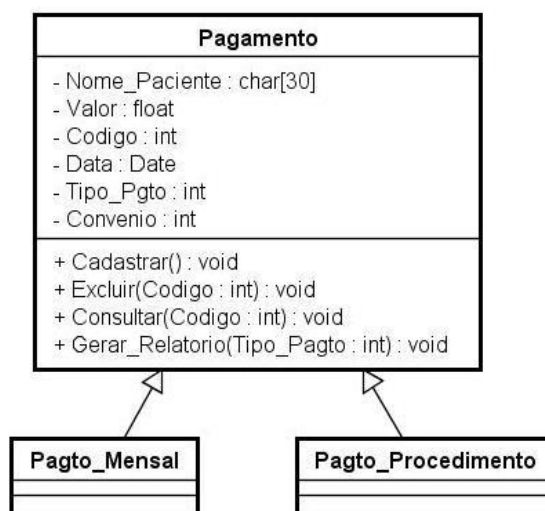 Pagamento
- Nome_Paciente : char[30]
- Valor : float
- Codigo : int
- Data : Date
- Tipo_Pgto : int
- Convenio : int
+ Cadastrar() : void
+ Excluir(Codigo : int) : void
+ Consultar(Codigo : int) : void
+ Gerar_Relatorio(Tipo_Pagto : int) : void
Pagto_Mensal
Pagto_Procedimento